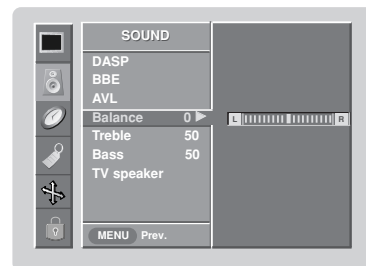 SOUND
DASP
BBE
AVL
Balance 0 ▶
L R
Treble 50
Bass 50
TV speaker
MENU Prev.